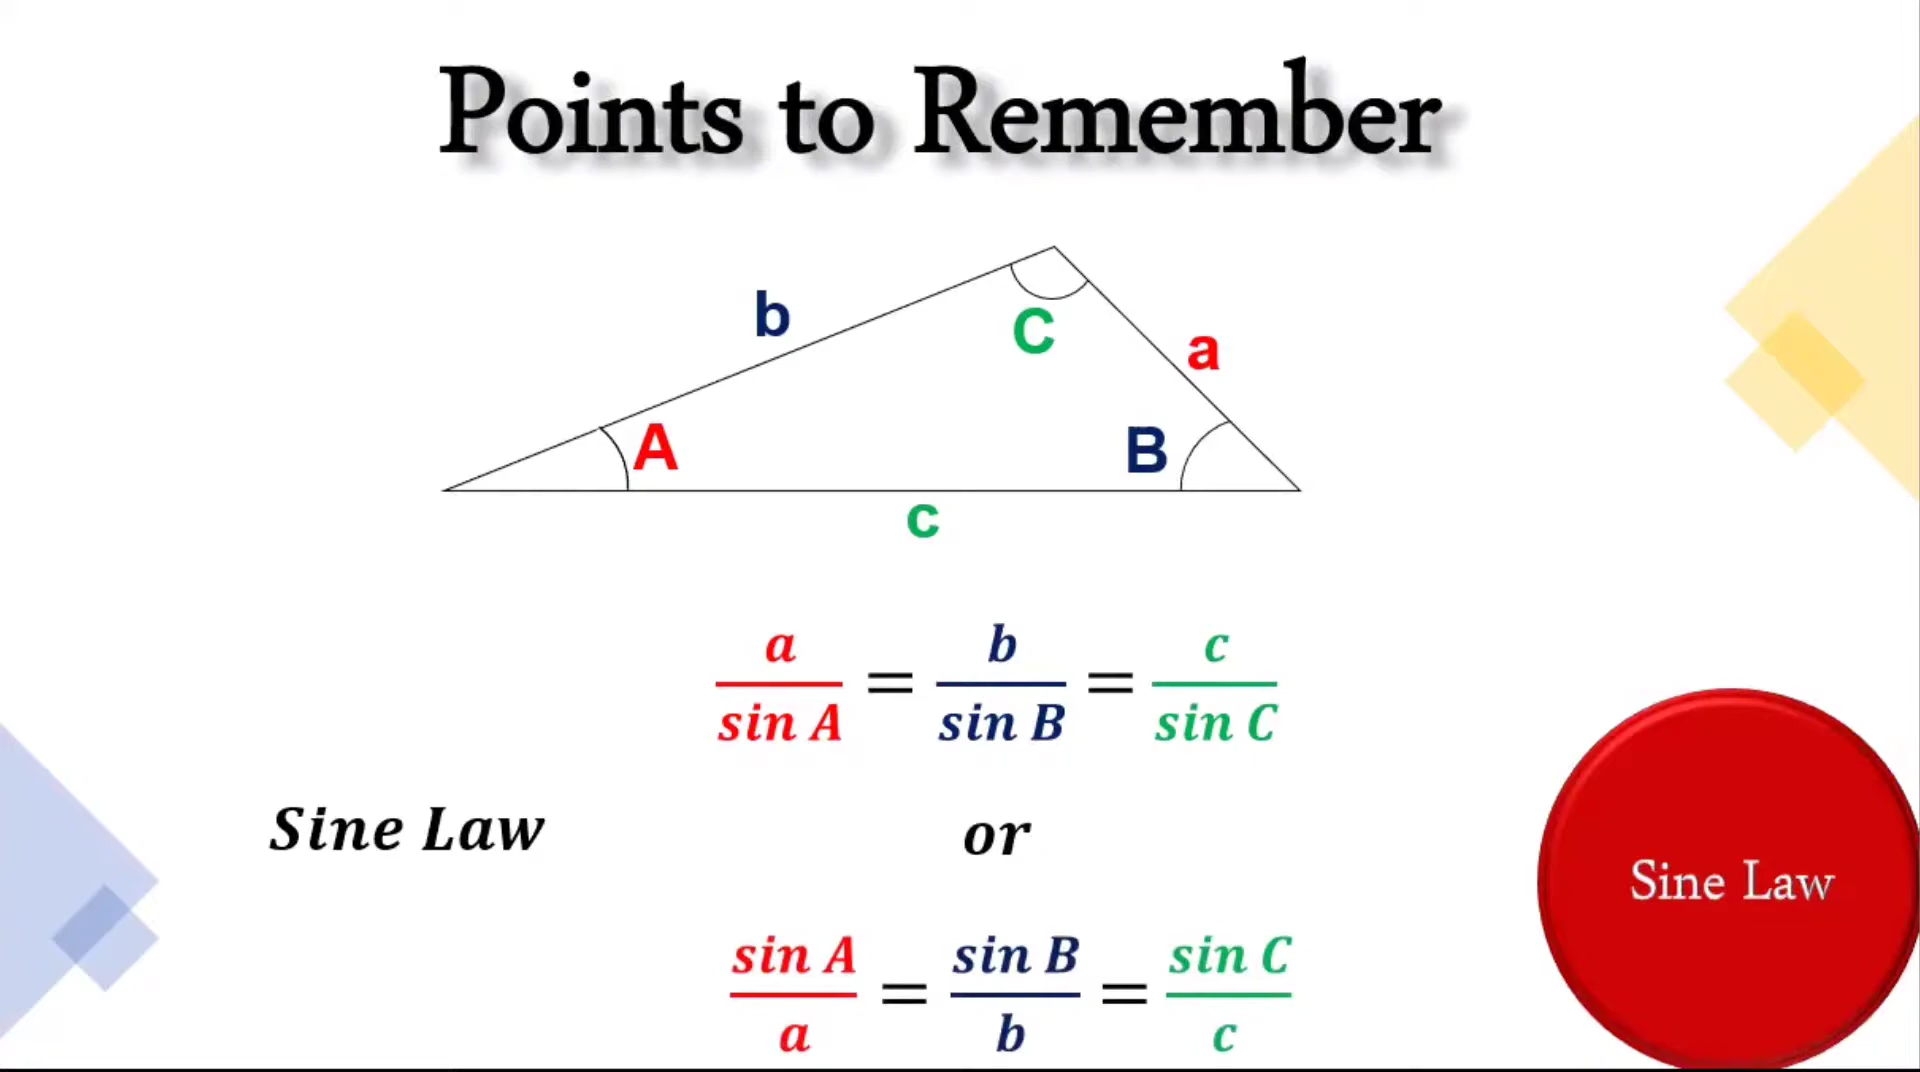 Points to Remember
b
C
a
A
B
c
a/sin A = b/sin B = c/sin C
Sine Law
or
Sine Law
sin A/a = sin B/b = sin C/c